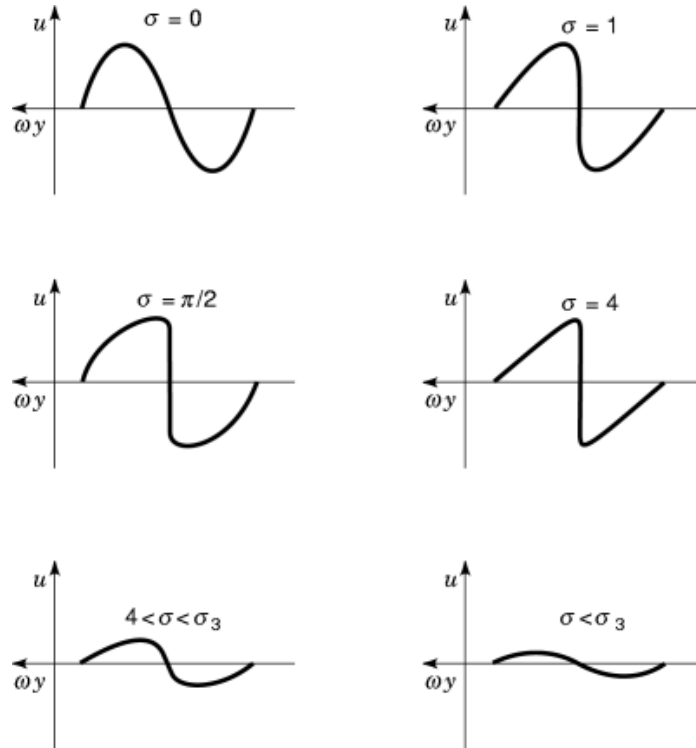 u
σ = 0
ωy
u
σ = 1
ωy
u
σ = π/2
ωy
u
σ = 4
ωy
u
4 < σ < σ₃
ωy
u
σ < σ₃
ωy